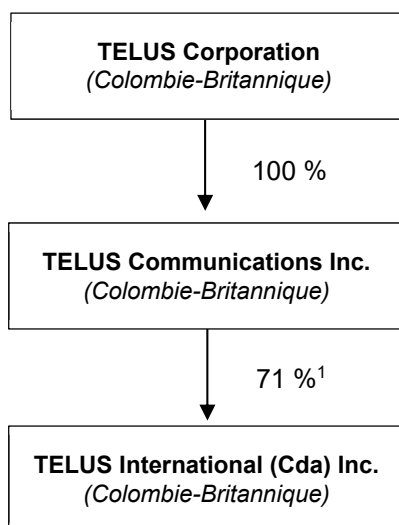 TELUS Corporation
(Colombie-Britannique)
100 %
TELUS Communications Inc.
(Colombie-Britannique)
71 %¹
TELUS International (Cda) Inc.
(Colombie-Britannique)